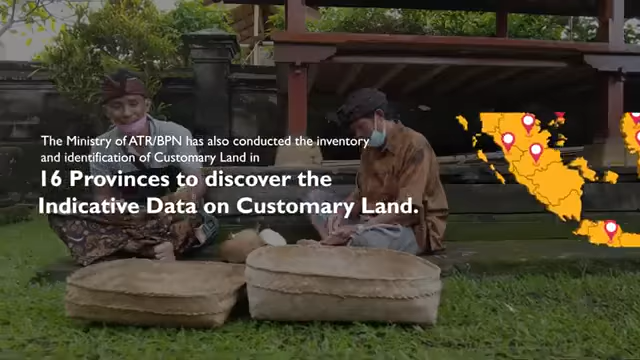 The Ministry of ATR/BPN has also conducted the inventory
and identification of Customary Land in
16 Provinces to discover the
Indicative Data on Customary Land.